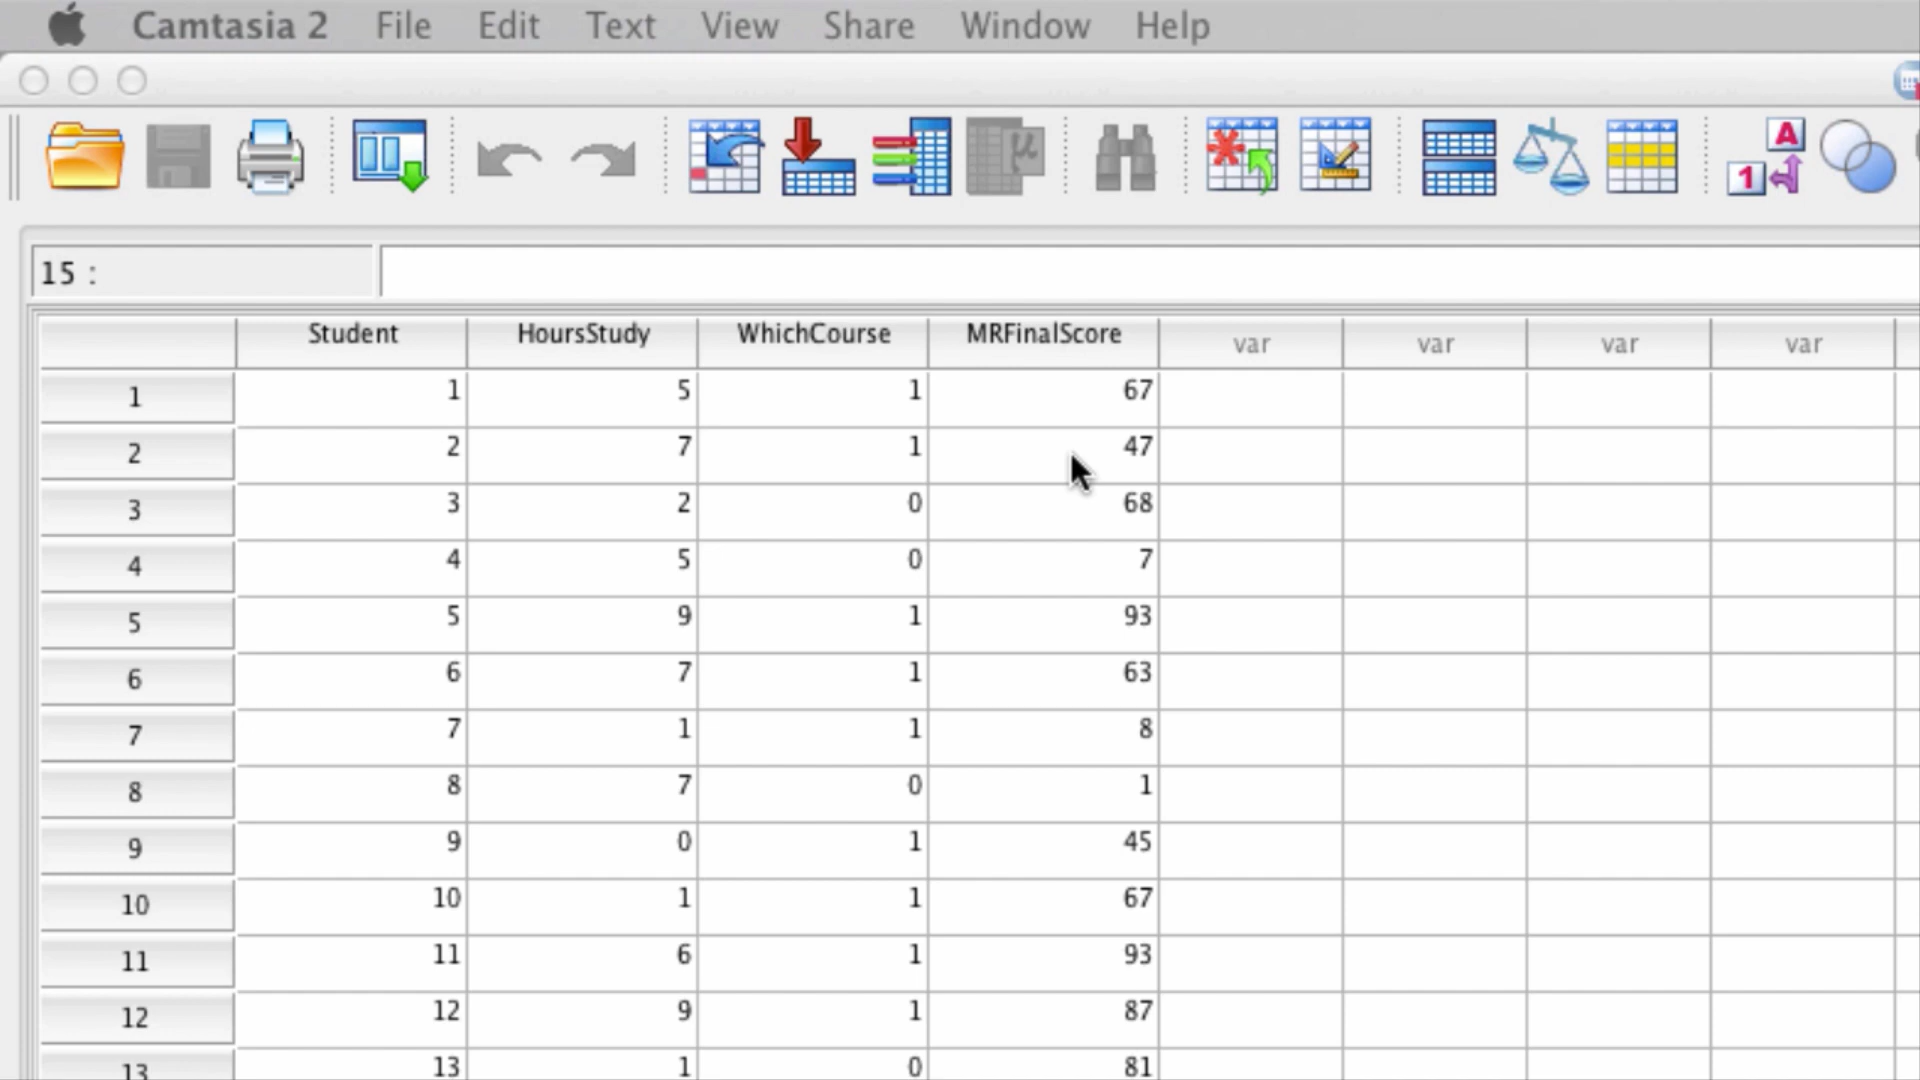 Camtasia 2 File Edit Text View Share Window Help
µ
A
1
15 :
Student HoursStudy WhichCourse MRFinalScore var var var var
1 1 5 1 67
2 2 7 1 47
3 3 2 0 68
4 4 5 0 7
5 5 9 1 93
6 6 7 1 63
7 7 1 1 8
8 8 7 0 1
9 9 0 1 45
10 10 1 1 67
11 11 6 1 93
12 12 9 1 87
13 13 1 0 81